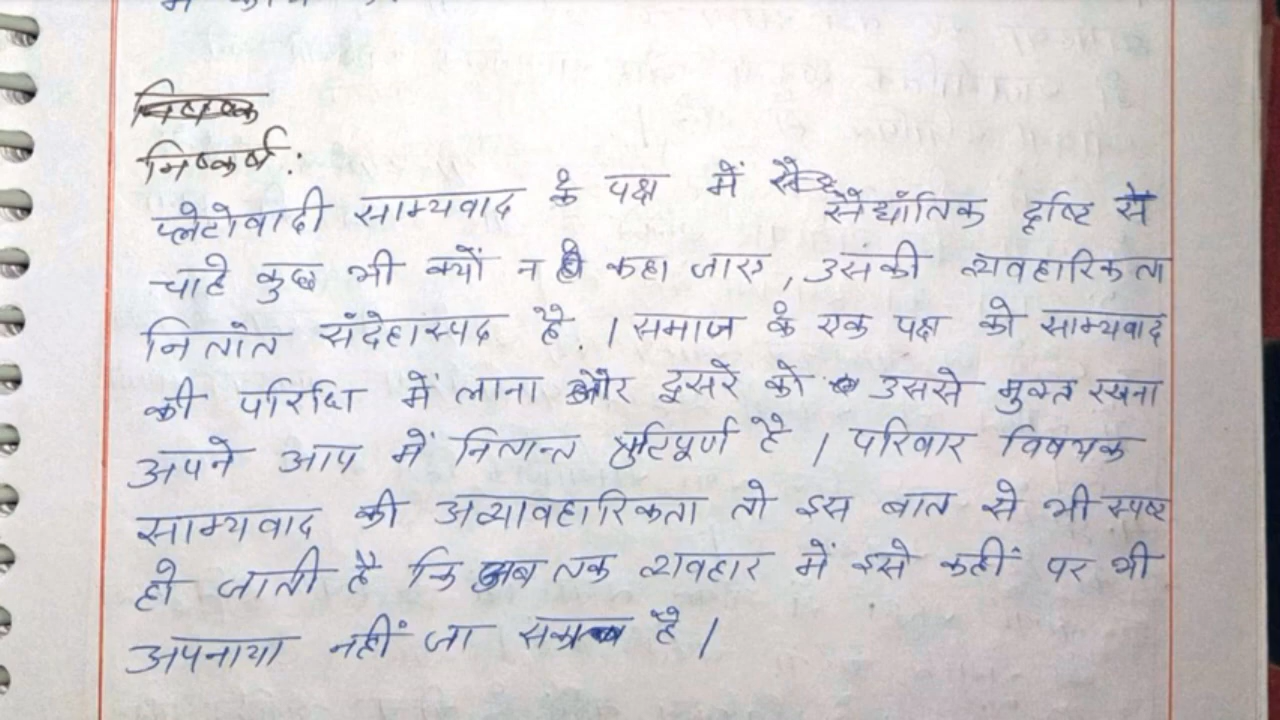 निष्कर्ष :
प्लेटोवादी साम्यवाद के पक्ष में सैद्धांतिक दृष्टि से
चाहे कुछ भी क्यों न ही कहा जाए, उसकी व्यवहारिकता
नितांत संदेहास्पद है. । समाज के एक पक्ष को साम्यवाद
की परिधि में लाना और दूसरे को उससे मुक्त रखना
अपने आप में नितान्त त्रुटिपूर्ण है । परिवार विषयक
साम्यवाद की अव्यावहारिकता तो इस बात से भी स्पष्ट
हो जाती है कि अब तक व्यवहार में इसे कहीं पर भी
अपनाया नहीं जा सका है ।